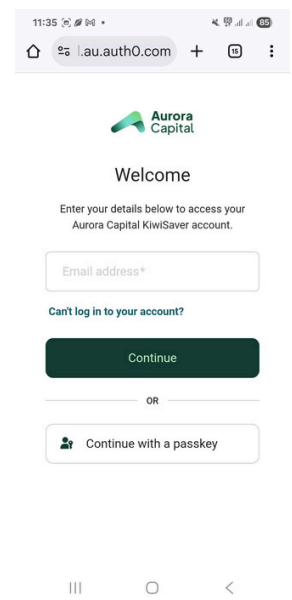 11:35
85
l.au.auth0.com
15
Aurora
Capital
Welcome
Enter your details below to access your
Aurora Capital KiwiSaver account.
Email address*
Can't log in to your account?
Continue
OR
Continue with a passkey